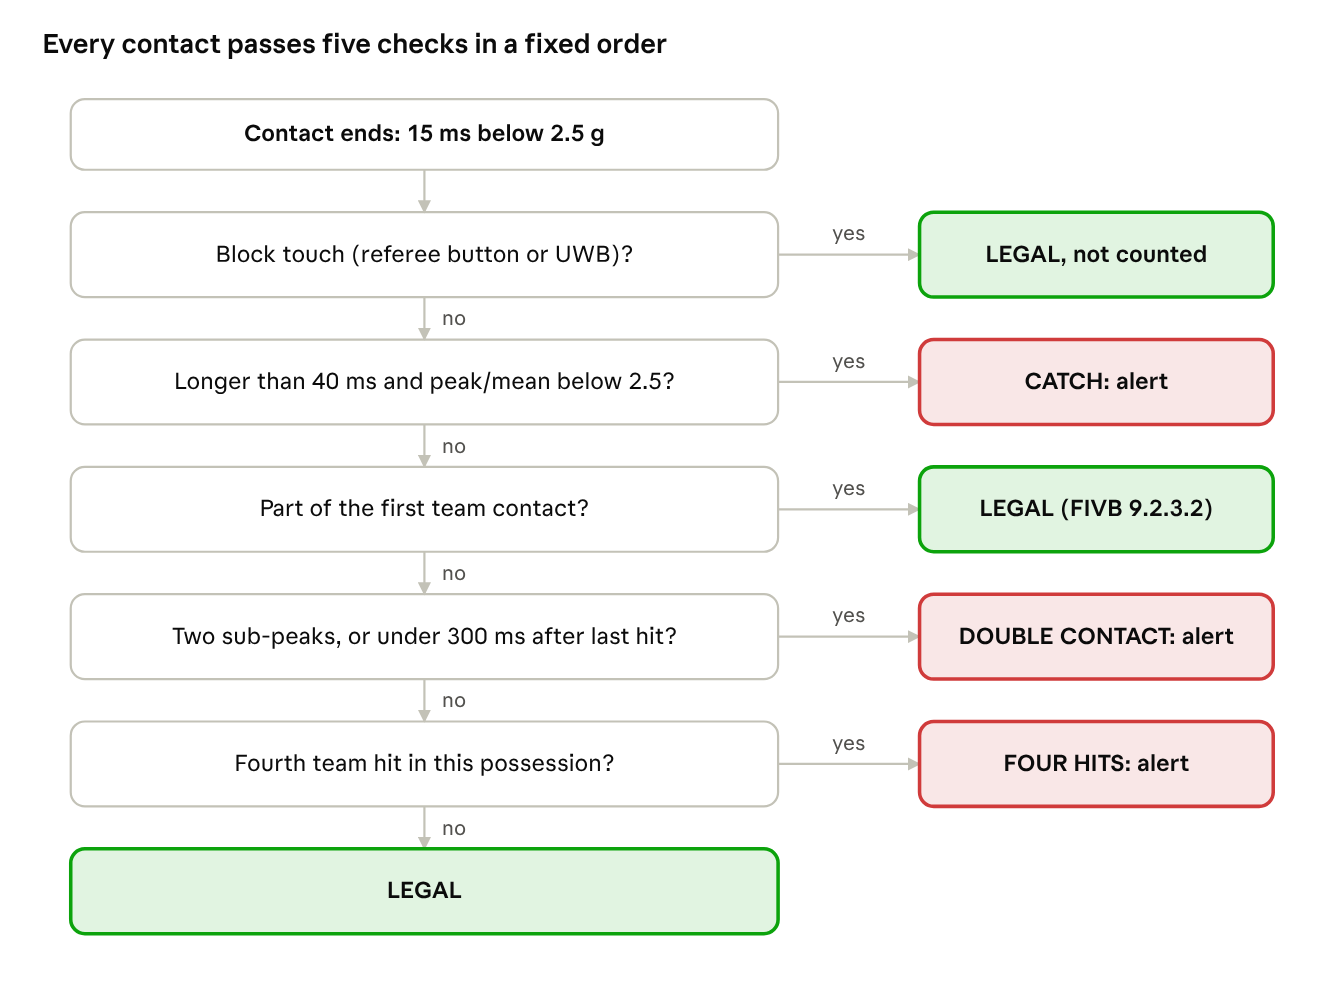 Every contact passes five checks in a fixed order
Contact ends: 15 ms below 2.5 g
Block touch (referee button or UWB)?
yes
LEGAL, not counted
no
Longer than 40 ms and peak/mean below 2.5?
yes
CATCH: alert
no
Part of the first team contact?
yes
LEGAL (FIVB 9.2.3.2)
no
Two sub-peaks, or under 300 ms after last hit?
yes
DOUBLE CONTACT: alert
no
Fourth team hit in this possession?
yes
FOUR HITS: alert
no
LEGAL